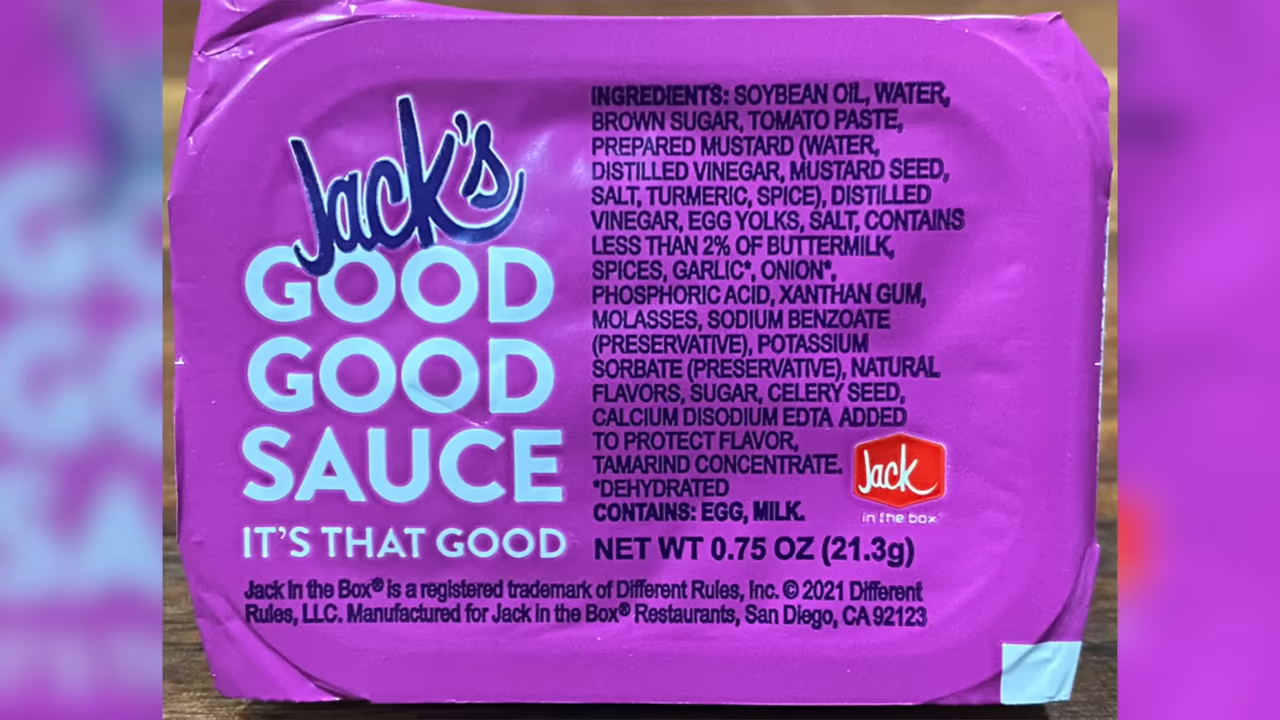 Jack's
GOOD
GOOD
SAUCE
IT'S THAT GOOD
INGREDIENTS: SOYBEAN OIL, WATER,
BROWN SUGAR, TOMATO PASTE,
PREPARED MUSTARD (WATER,
DISTILLED VINEGAR, MUSTARD SEED,
SALT, TURMERIC, SPICE), DISTILLED
VINEGAR, EGG YOLKS, SALT, CONTAINS
LESS THAN 2% OF BUTTERMILK,
SPICES, GARLIC*, ONION*,
PHOSPHORIC ACID, XANTHAN GUM,
MOLASSES, SODIUM BENZOATE
(PRESERVATIVE), POTASSIUM
SORBATE (PRESERVATIVE), NATURAL
FLAVORS, SUGAR, CELERY SEED,
CALCIUM DISODIUM EDTA ADDED
TO PROTECT FLAVOR,
TAMARIND CONCENTRATE.
*DEHYDRATED
CONTAINS: EGG, MILK.
Jack
in the box
NET WT 0.75 OZ (21.3g)
Jack in the Box® is a registered trademark of Different Rules, Inc. © 2021 Different
Rules, LLC. Manufactured for Jack in the Box® Restaurants, San Diego, CA 92123